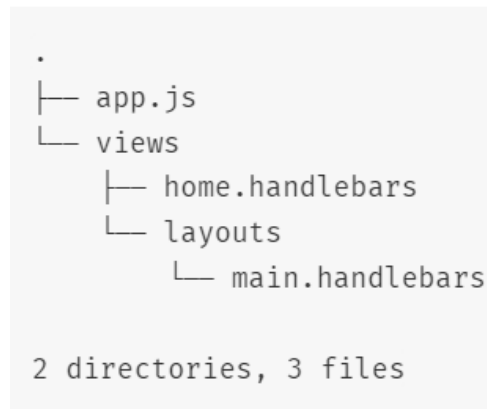 .
├── app.js
└── views
    ├── home.handlebars
    └── layouts
        └── main.handlebars
2 directories, 3 files